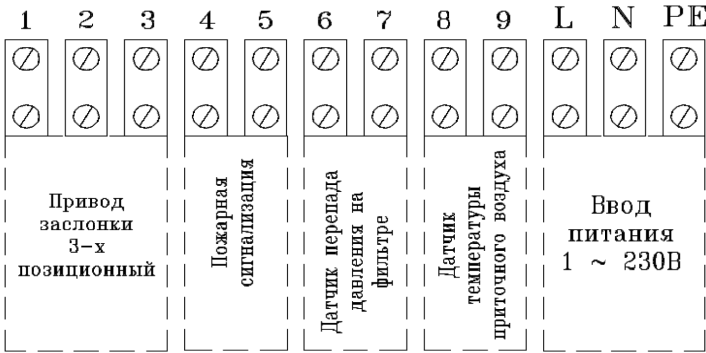 1 2 3 4 5 6 7 8 9 L N PE
Привод
заслонки
3-х
позиционный
Пожарная
сигнализация
Датчик перепада
давления на
фильтре
Датчик
температуры
приточного воздуха
Ввод
питания
1 ~ 230В